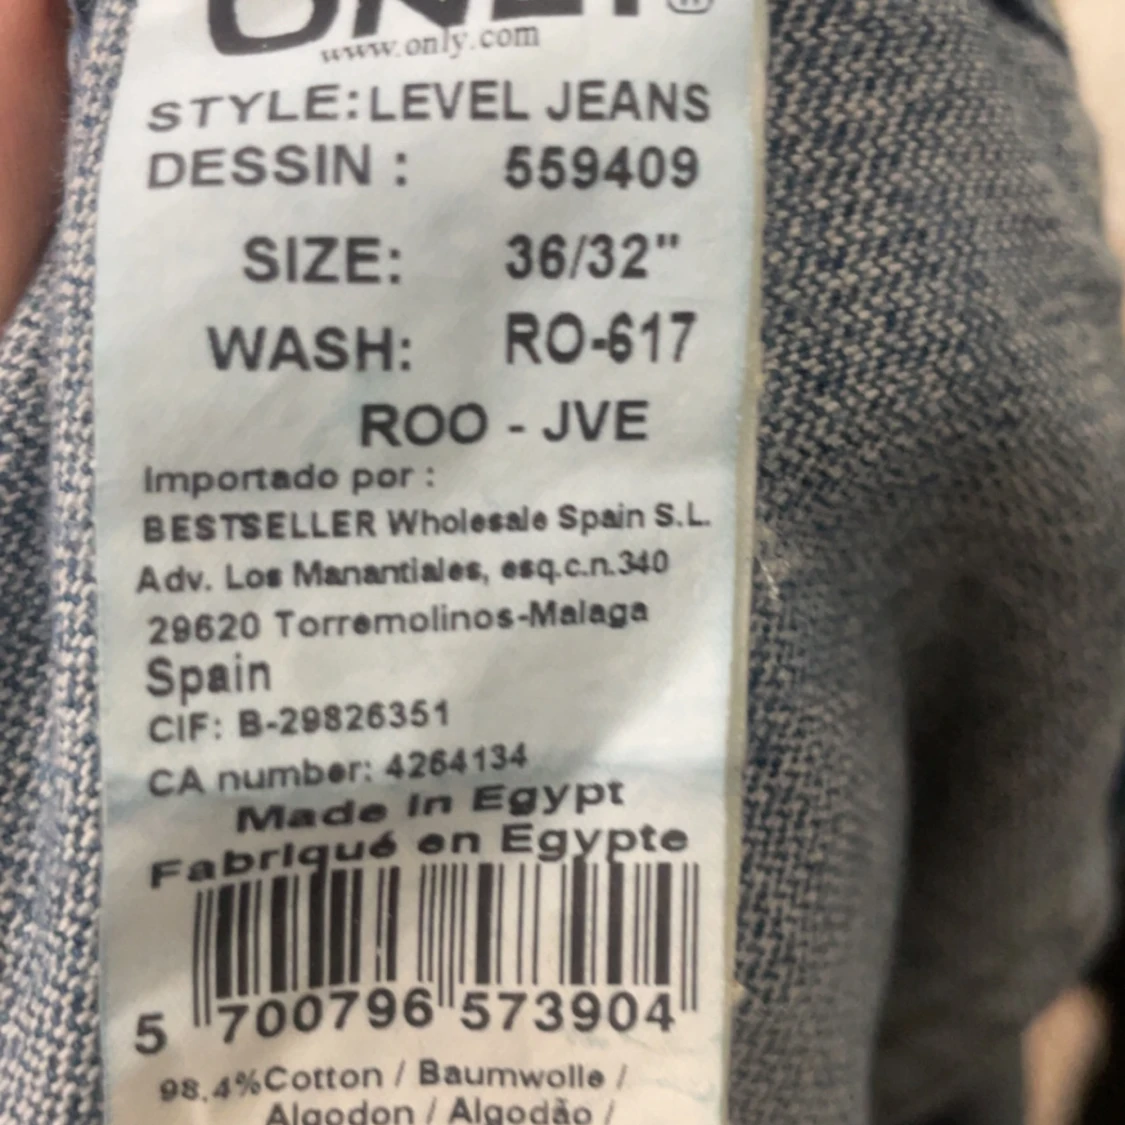 ONLY®
www.only.com
STYLE: LEVEL JEANS
DESSIN : 559409
SIZE: 36/32"
WASH: RO-617
ROO - JVE
Importado por :
BESTSELLER Wholesale Spain S.L.
Adv. Los Manantiales, esq.c.n.340
29620 Torremolinos-Malaga
Spain
CIF: B-29826351
CA number: 4264134
Made in Egypt
Fabriqué en Egypte
5 700796 573904
98.4%Cotton / Baumwolle /
Algodon / Algodão /